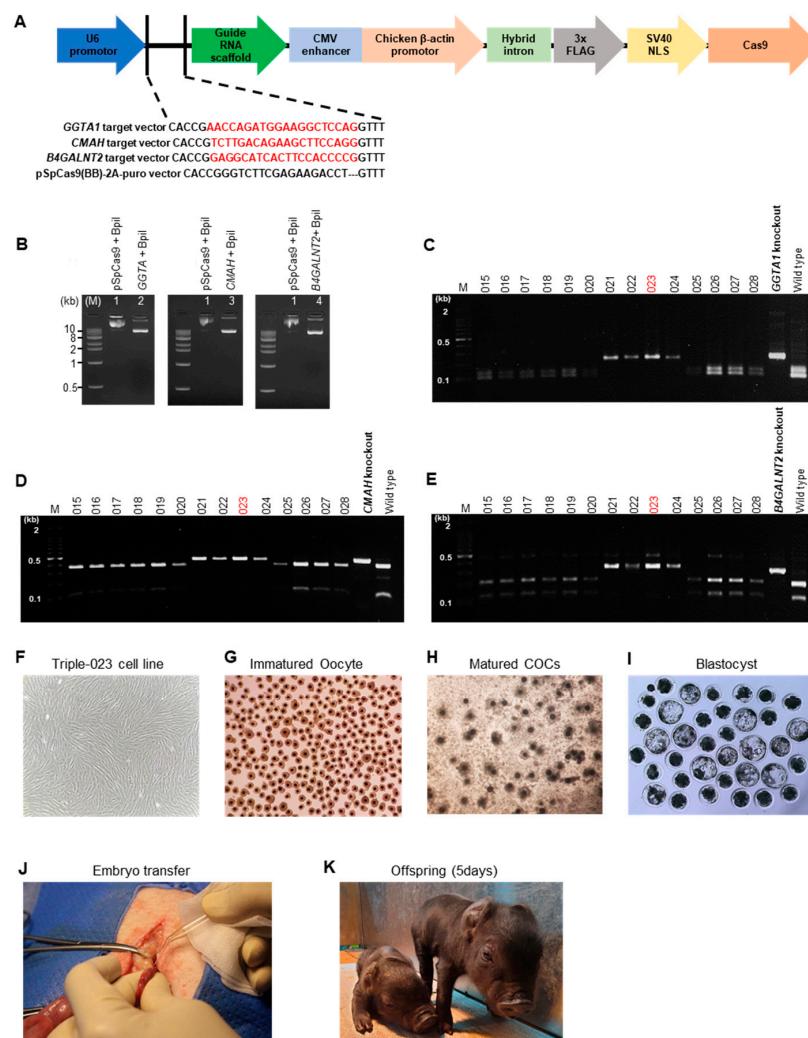 A
U6 promotor
Guide RNA scaffold
CMV enhancer
Chicken β-actin promotor
Hybrid intron
3x FLAG
SV40 NLS
Cas9
GGTA1 target vector CACCGAACCAGATGGAAGGCTCCAGGTTT
CMAH target vector CACCGTCTTGACAGAAGCTTCCAGGGTTT
B4GALNT2 target vector CACCGGAGGCATCACTTCCACCCCGGTTT
pSpCas9(BB)-2A-puro vector CACCGGGTCTTCGAGAAGACCT---GTTT
B
pSpCas9 + BpiI
GGTA + BpiI
pSpCas9 + BpiI
CMAH + BpiI
pSpCas9 + BpiI
B4GALNT2+ BpiI
(kb) (M) 1 2 1 3 1 4
10
8
2
1
0.5
C
M 015 016 017 018 019 020 021 022 023 024 025 026 027 028 GGTA1 knockout Wild type
(kb)
2
0.5
0.1
D
M 015 016 017 018 019 020 021 022 023 024 025 026 027 028 CMAH knockout Wild type
(kb)
2
0.5
0.1
E
M 015 016 017 018 019 020 021 022 023 024 025 026 027 028 B4GALNT2 knockout Wild type
(kb)
2
0.5
0.1
F Triple-023 cell line
G Immatured Oocyte
H Matured COCs
I Blastocyst
J Embryo transfer
K Offspring (5days)